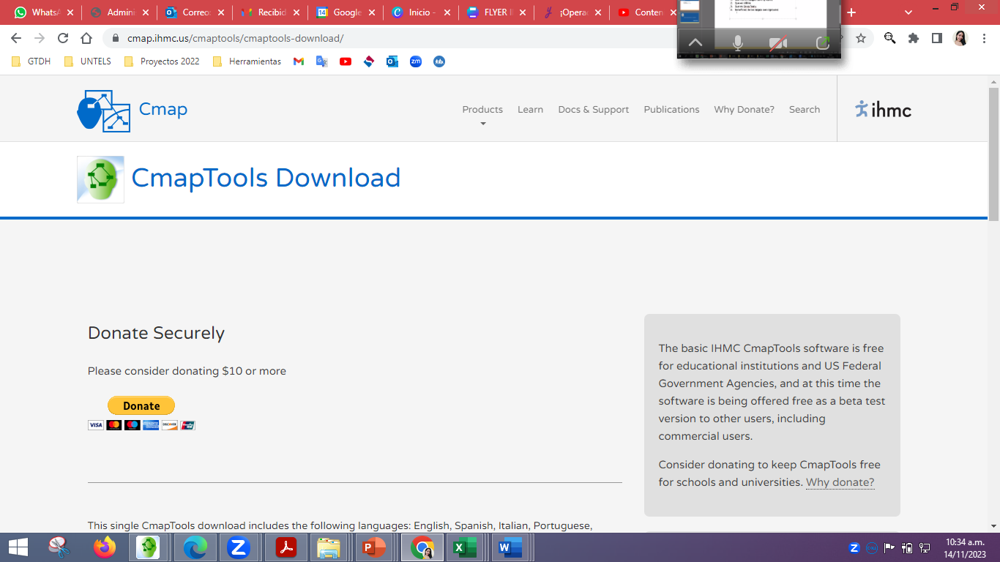 WhatsA
Admini
Correo:
Recibid
14
Google
Inicio -
FLYER I
¡Operac
Conten
cmap.ihmc.us/cmaptools/cmaptools-download/
GTDH
UNTELS
Proyectos 2022
Herramientas
zm
Cmap
Products
Learn
Docs & Support
Publications
Why Donate?
Search
ihmc
CmapTools Download
Donate Securely
Please consider donating $10 or more
Donate
VISA
This single CmapTools download includes the following languages: English, Spanish, Italian, Portuguese,
The basic IHMC CmapTools software is free
for educational institutions and US Federal
Government Agencies, and at this time the
software is being offered free as a beta test
version to other users, including
commercial users.
Consider donating to keep CmapTools free
for schools and universities. Why donate?
10:34 a.m.
14/11/2023